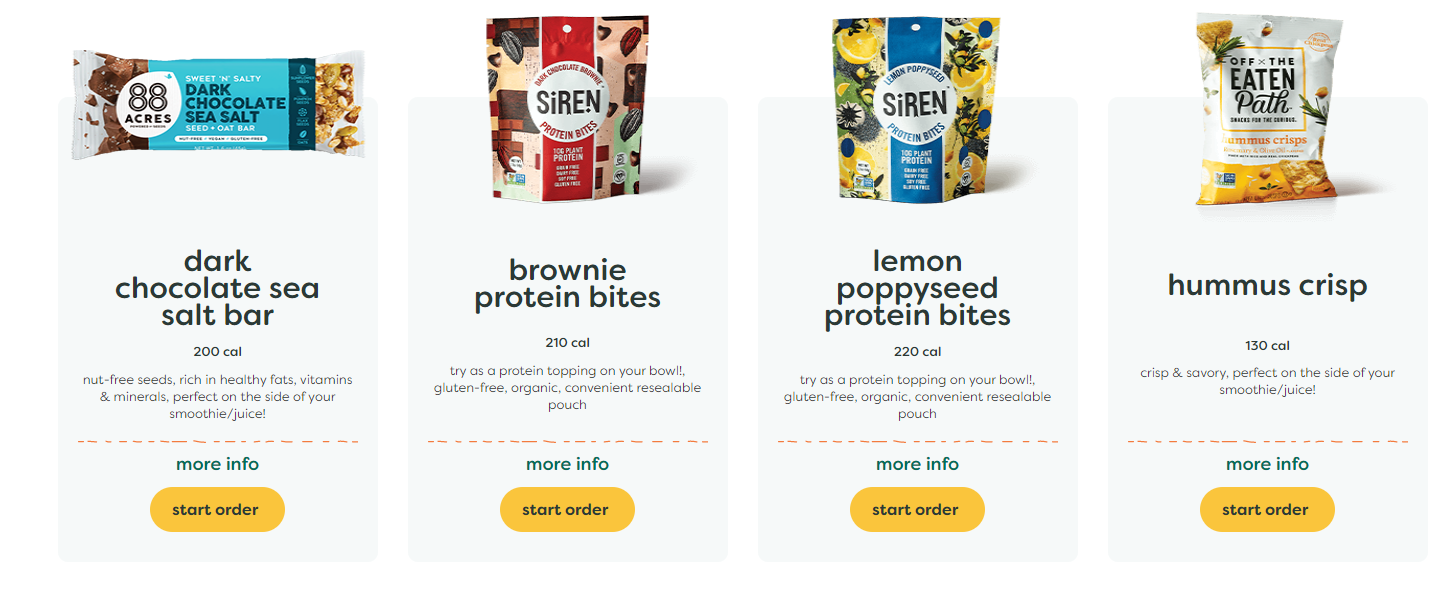 88
ACRES
SWEET 'N' SALTY
DARK
CHOCOLATE
SEA SALT
SEED • OAT BAR
NUT-FREE • VEGAN • GLUTEN-FREE
dark
chocolate sea
salt bar
200 cal
nut-free seeds, rich in healthy fats, vitamins
& minerals, perfect on the side of your
smoothie/juice!
more info
start order
DARK CHOCOLATE BROWNIE
SiREN
PROTEIN BITES
10G PLANT
PROTEIN
GRAIN FREE
DAIRY FREE
SOY FREE
GLUTEN FREE
brownie
protein bites
210 cal
try as a protein topping on your bowl!,
gluten-free, organic, convenient resealable
pouch
more info
start order
LEMON POPPYSEED
SiREN
PROTEIN BITES
10G PLANT
PROTEIN
GRAIN FREE
DAIRY FREE
SOY FREE
GLUTEN FREE
lemon
poppyseed
protein bites
220 cal
try as a protein topping on your bowl!,
gluten-free, organic, convenient resealable
pouch
more info
start order
OFF × THE
EATEN
Path
SNACKS FOR THE CURIOUS.
hummus crisps
Rosemary & Olive Oil
hummus crisp
130 cal
crisp & savory, perfect on the side of your
smoothie/juice!
more info
start order